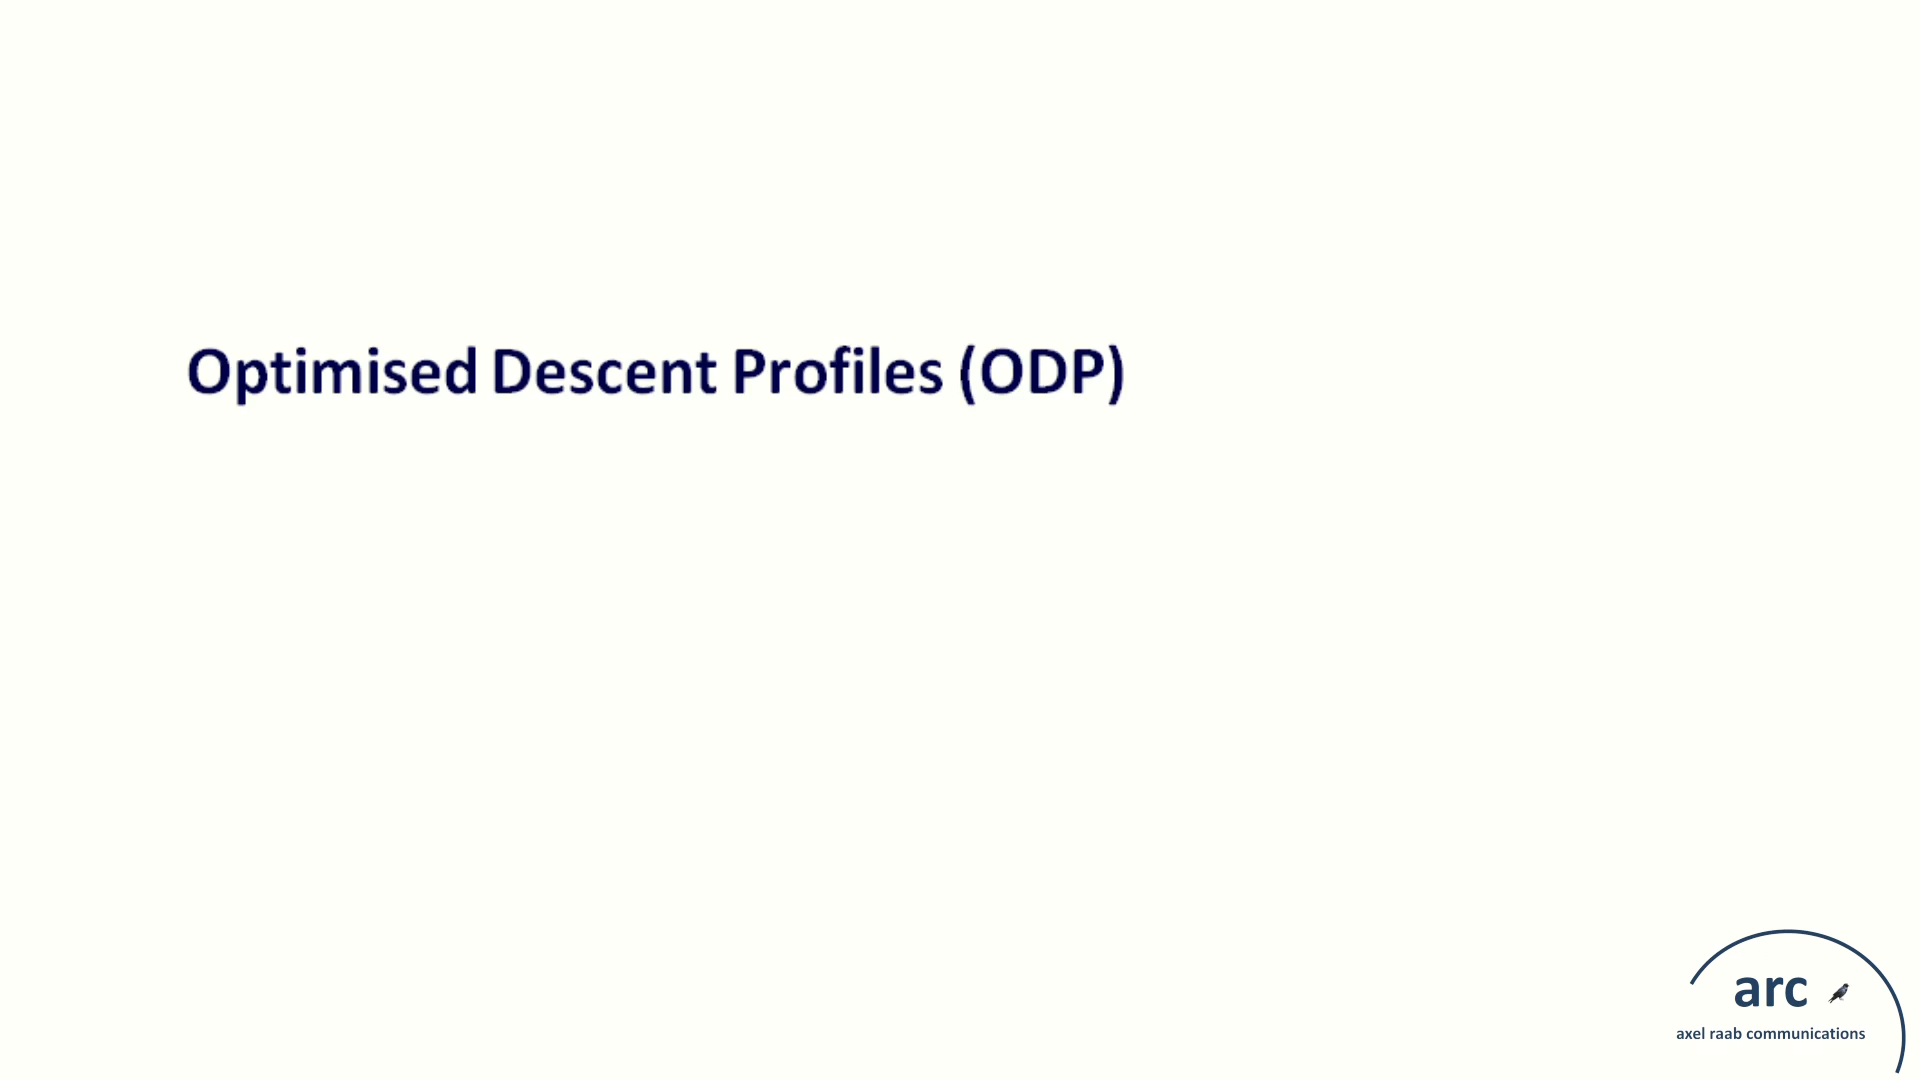 Optimised Descent Profiles (ODP)
arc
axel raab communications